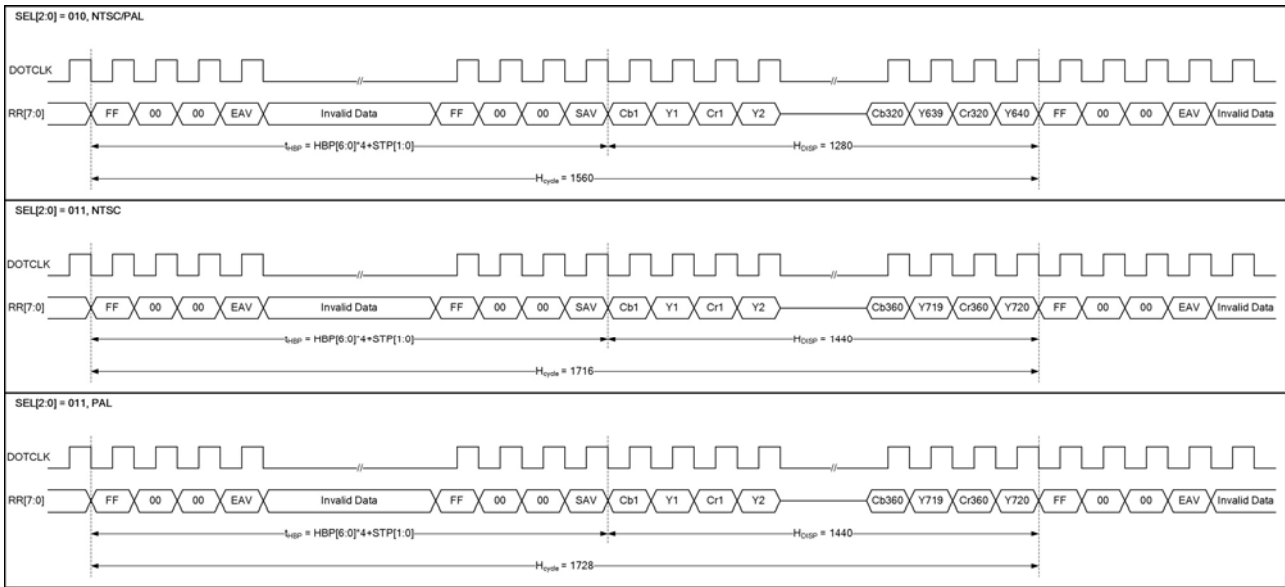 SEL[2:0] = 010, NTSC/PAL
DOTCLK
//
//
RR[7:0] FF 00 00 EAV Invalid Data FF 00 00 SAV Cb1 Y1 Cr1 Y2 Cb320 Y639 Cr320 Y640 FF 00 00 EAV Invalid Data
tHBP = HBP[6:0]*4+STP[1:0] HDISP = 1280
Hcycle = 1560
SEL[2:0] = 011, NTSC
DOTCLK
//
//
RR[7:0] FF 00 00 EAV Invalid Data FF 00 00 SAV Cb1 Y1 Cr1 Y2 Cb360 Y719 Cr360 Y720 FF 00 00 EAV Invalid Data
tHBP = HBP[6:0]*4+STP[1:0] HDISP = 1440
Hcycle = 1716
SEL[2:0] = 011, PAL
DOTCLK
//
//
RR[7:0] FF 00 00 EAV Invalid Data FF 00 00 SAV Cb1 Y1 Cr1 Y2 Cb360 Y719 Cr360 Y720 FF 00 00 EAV Invalid Data
tHBP = HBP[6:0]*4+STP[1:0] HDISP = 1440
Hcycle = 1728